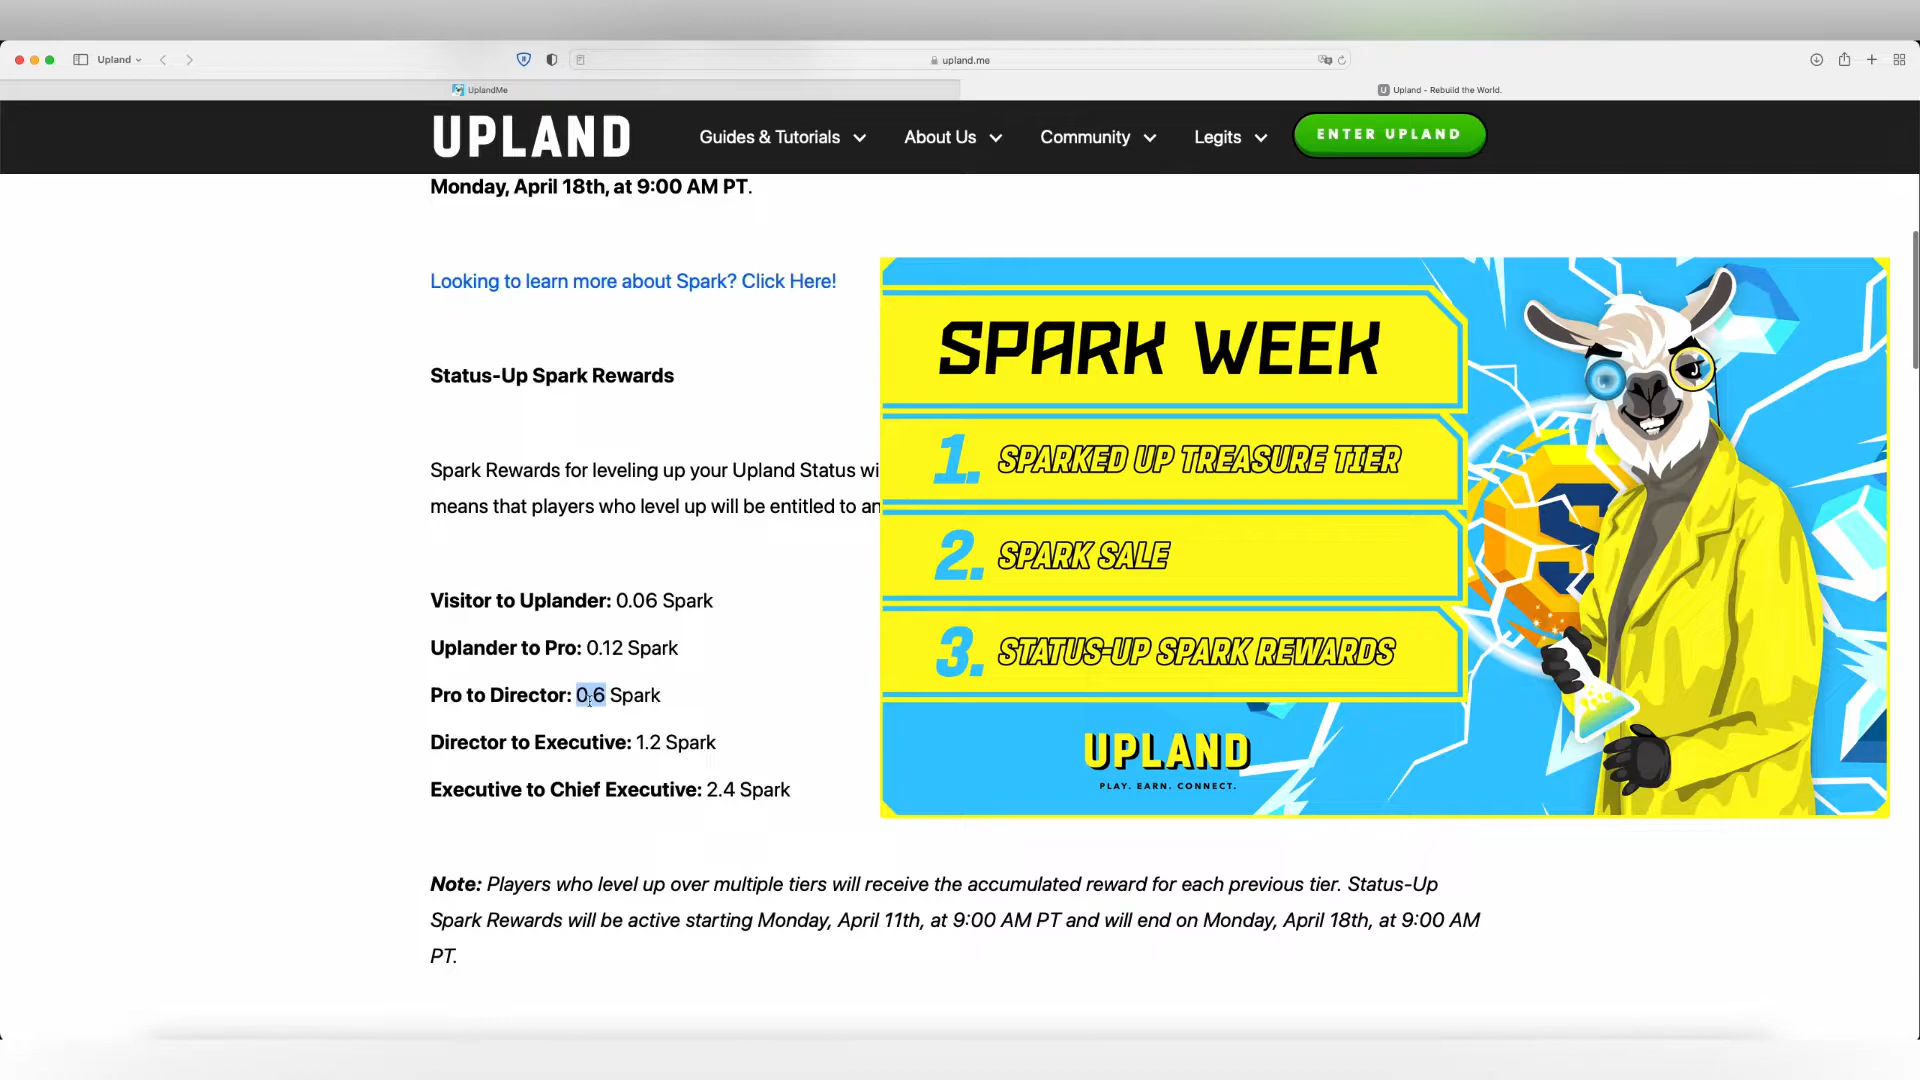 Upland
upland.me
UplandMe
Upland - Rebuild the World.
UPLAND
Guides & Tutorials
About Us
Community
Legits
ENTER UPLAND
Monday, April 18th, at 9:00 AM PT.
Looking to learn more about Spark? Click Here!
Status-Up Spark Rewards
Spark Rewards for leveling up your Upland Status wi
means that players who level up will be entitled to an
Visitor to Uplander: 0.06 Spark
Uplander to Pro: 0.12 Spark
Pro to Director: 0.6 Spark
Director to Executive: 1.2 Spark
Executive to Chief Executive: 2.4 Spark
SPARK WEEK
1. SPARKED UP TREASURE TIER
2. SPARK SALE
3. STATUS-UP SPARK REWARDS
UPLAND
PLAY. EARN. CONNECT.
Note: Players who level up over multiple tiers will receive the accumulated reward for each previous tier. Status-Up
Spark Rewards will be active starting Monday, April 11th, at 9:00 AM PT and will end on Monday, April 18th, at 9:00 AM
PT.